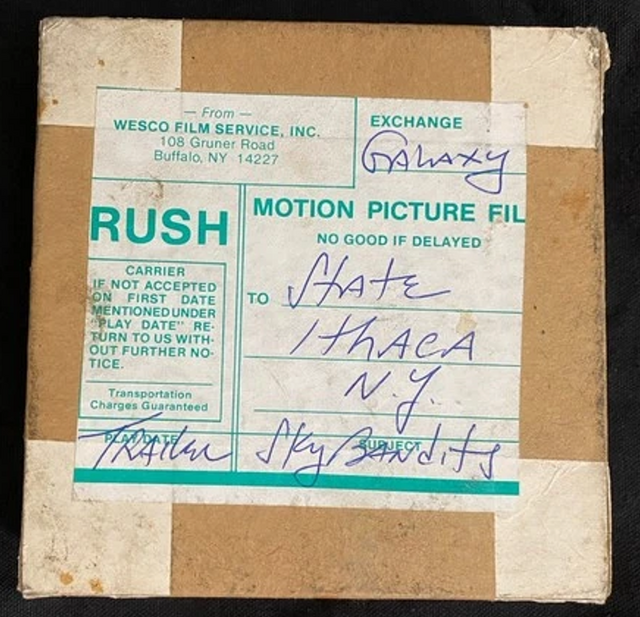 — From —
WESCO FILM SERVICE, INC.
108 Gruner Road
Buffalo, NY 14227
EXCHANGE
GALAXY
RUSH
MOTION PICTURE FIL
NO GOOD IF DELAYED
CARRIER
IF NOT ACCEPTED
ON FIRST DATE
MENTIONED UNDER
"PLAY DATE" RE-
TURN TO US WITH-
OUT FURTHER NO-
TICE.
Transportation
Charges Guaranteed
TO State
Ithaca
N.Y.
PLAY DATE
TRAILER
SUBJECT
Sky BANdits